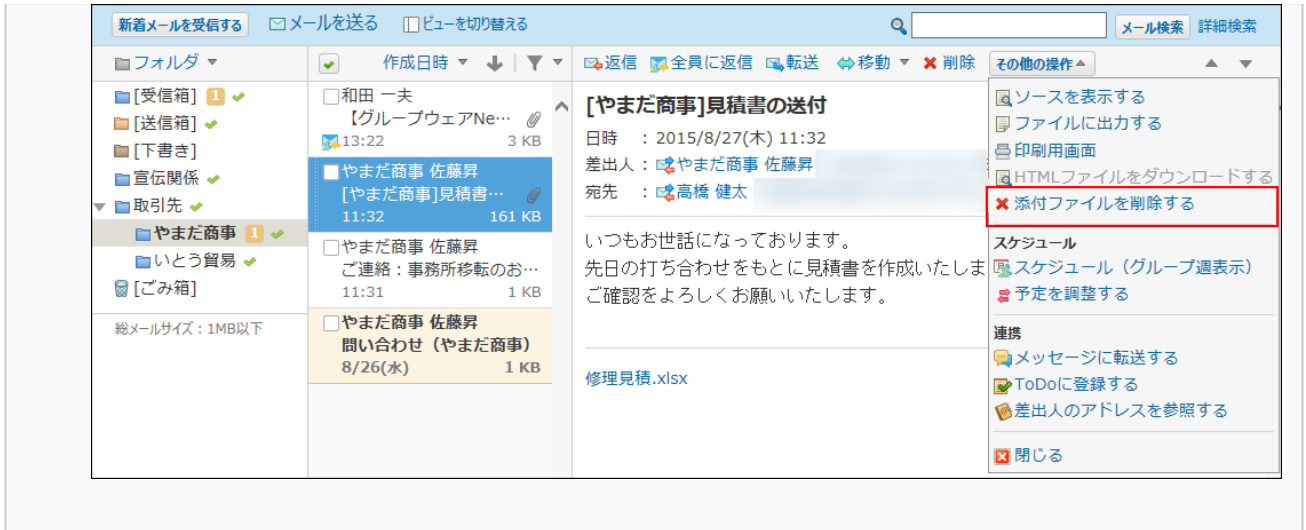 新着メールを受信する メールを送る ビューを切り替える メール検索 詳細検索
フォルダ
[受信箱] 1
[送信箱]
[下書き]
宣伝関係
取引先
やまだ商事 1
いとう貿易
[ごみ箱]
総メールサイズ：1MB以下
作成日時
和田 一夫
【グループウェアNe…
13:22 3 KB
やまだ商事 佐藤昇
[やまだ商事]見積書…
11:32 161 KB
やまだ商事 佐藤昇
ご連絡：事務所移転のお…
11:31 1 KB
やまだ商事 佐藤昇
問い合わせ（やまだ商事）
8/26(水) 1 KB
返信 全員に返信 転送 移動 削除 その他の操作
[やまだ商事]見積書の送付
日時 ：2015/8/27(木) 11:32
差出人：やまだ商事 佐藤昇
宛先 ：高橋 健太
いつもお世話になっております。
先日の打ち合わせをもとに見積書を作成いたしま
ご確認をよろしくお願いいたします。
修理見積.xlsx
ソースを表示する
ファイルに出力する
印刷用画面
HTMLファイルをダウンロードする
添付ファイルを削除する
スケジュール
スケジュール（グループ週表示）
予定を調整する
連携
メッセージに転送する
ToDoに登録する
差出人のアドレスを参照する
閉じる